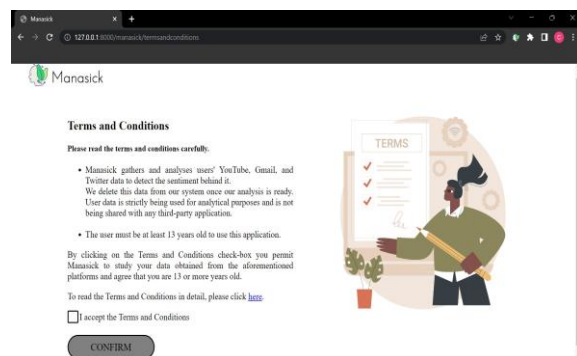 Manasick
127.0.0.1:8000/manasick/termsandconditions
Manasick
Terms and Conditions
Please read the terms and conditions carefully.
• Manasick gathers and analyses users' YouTube, Gmail, and
Twitter data to detect the sentiment behind it.
We delete this data from our system once our analysis is ready.
User data is strictly being used for analytical purposes and is not
being shared with any third-party application.
• The user must be at least 13 years old to use this application.
By clicking on the Terms and Conditions check-box you permit
Manasick to study your data obtained from the aforementioned
platforms and agree that you are 13 or more years old.
To read the Terms and Conditions in detail, please click here.
I accept the Terms and Conditions
CONFIRM
TERMS